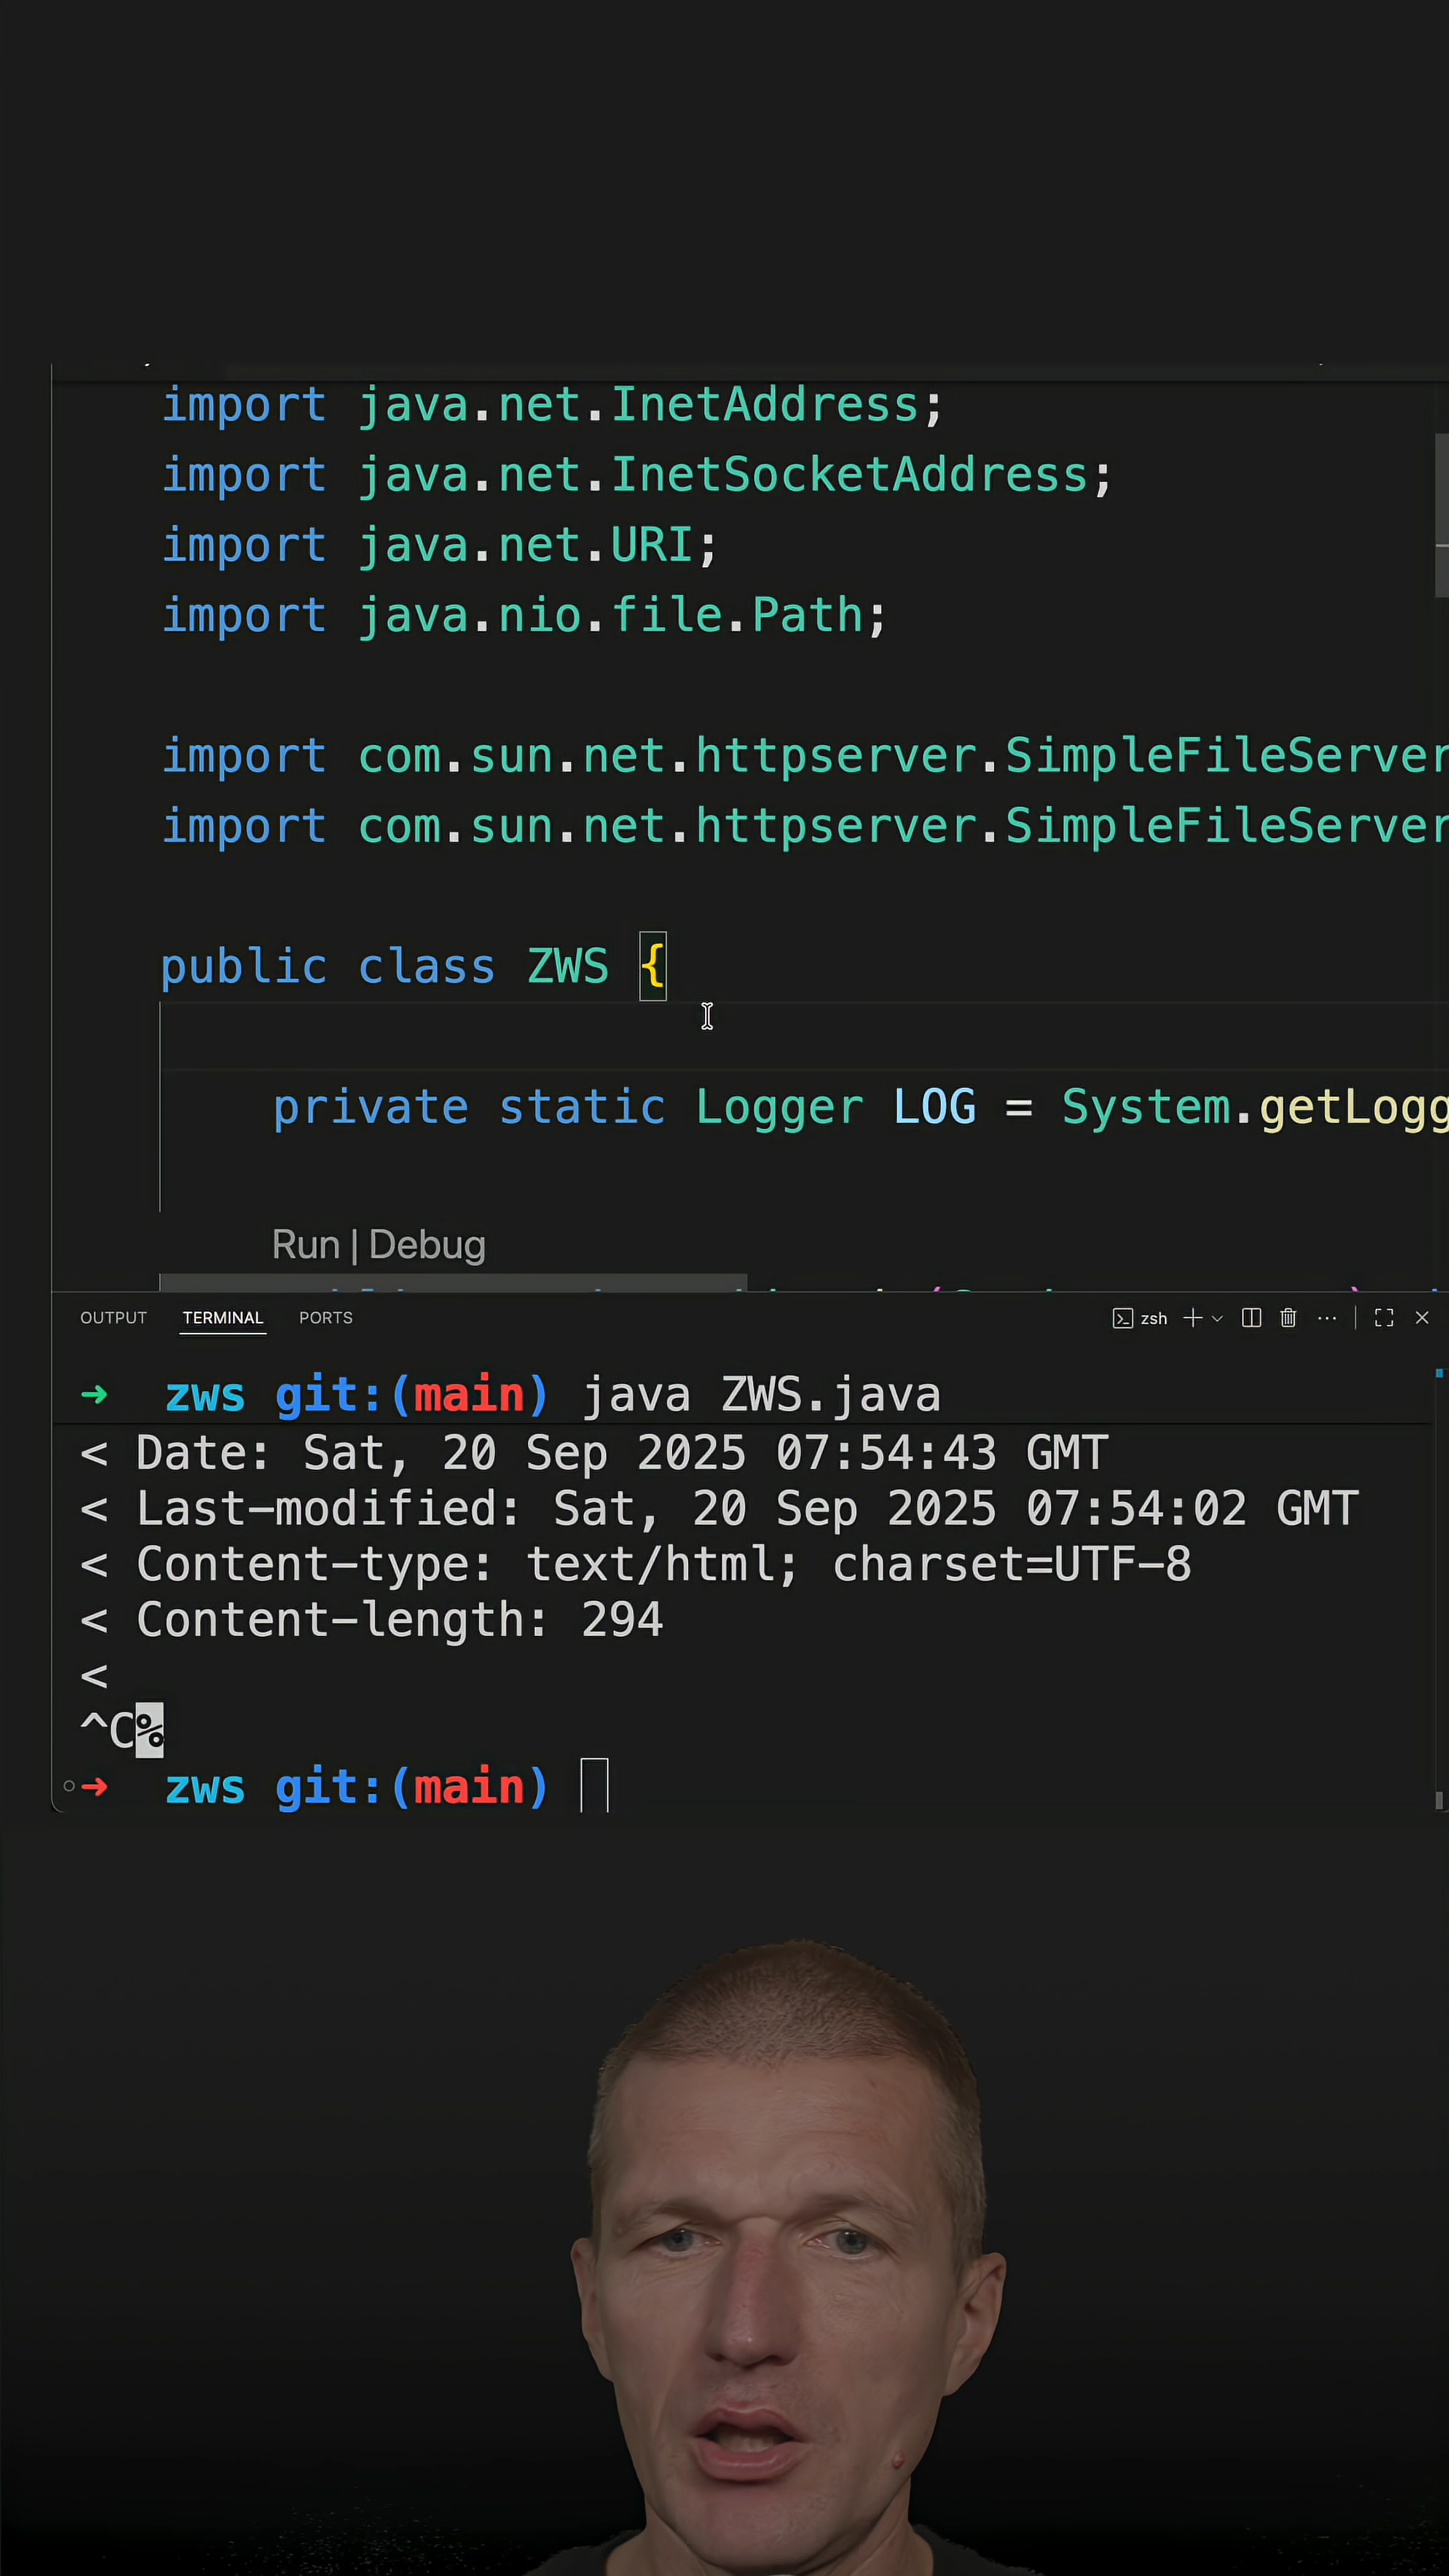 import java.net.InetAddress;
import java.net.InetSocketAddress;
import java.net.URI;
import java.nio.file.Path;
import com.sun.net.httpserver.SimpleFileServer
import com.sun.net.httpserver.SimpleFileServer
public class ZWS {
private static Logger LOG = System.getLogg
Run | Debug
OUTPUT TERMINAL PORTS zsh
➜ zws git:(main) java ZWS.java
< Date: Sat, 20 Sep 2025 07:54:43 GMT
< Last-modified: Sat, 20 Sep 2025 07:54:02 GMT
< Content-type: text/html; charset=UTF-8
< Content-length: 294
<
^C%
➜ zws git:(main)